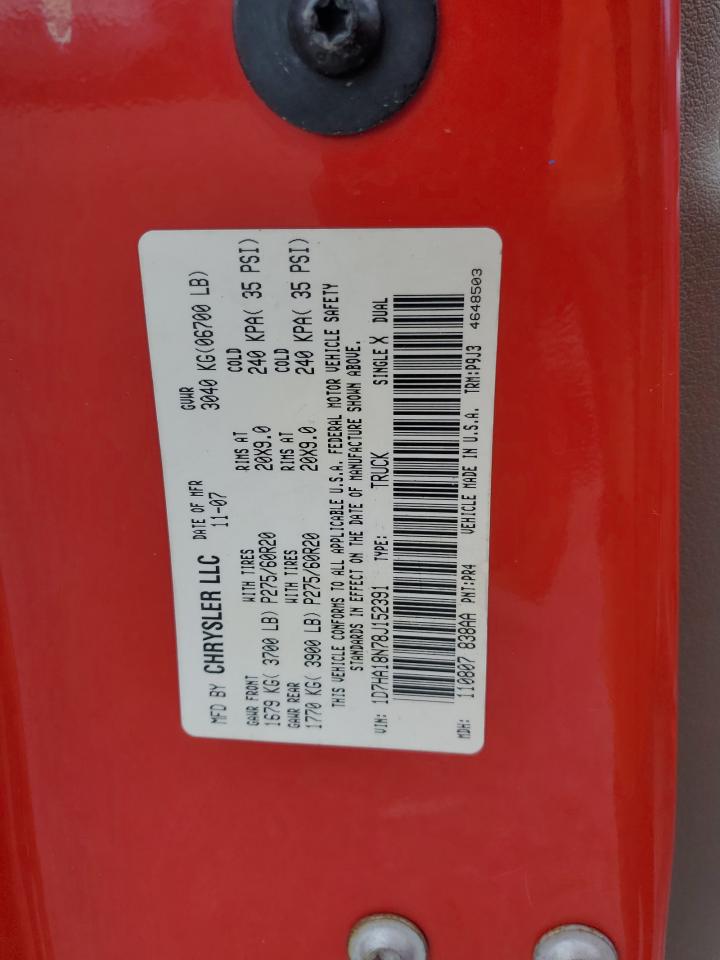 MFD BY CHRYSLER LLC DATE OF MFR GVWR
11-07 3040 KG(06700 LB)
GAWR FRONT WITH TIRES RIMS AT COLD
1679 KG( 3700 LB) P275/60R20 20X9.0 240 KPA( 35 PSI)
GAWR REAR WITH TIRES RIMS AT COLD
1770 KG( 3900 LB) P275/60R20 20X9.0 240 KPA( 35 PSI)
THIS VEHICLE CONFORMS TO ALL APPLICABLE U.S.A. FEDERAL MOTOR VEHICLE SAFETY
STANDARDS IN EFFECT ON THE DATE OF MANUFACTURE SHOWN ABOVE.
VIN: 1D7HA18N78J152391 TYPE: TRUCK SINGLE X DUAL
MDH: 110807 838AA PNT:PR4 VEHICLE MADE IN U.S.A. TRM:P9J3 4648503